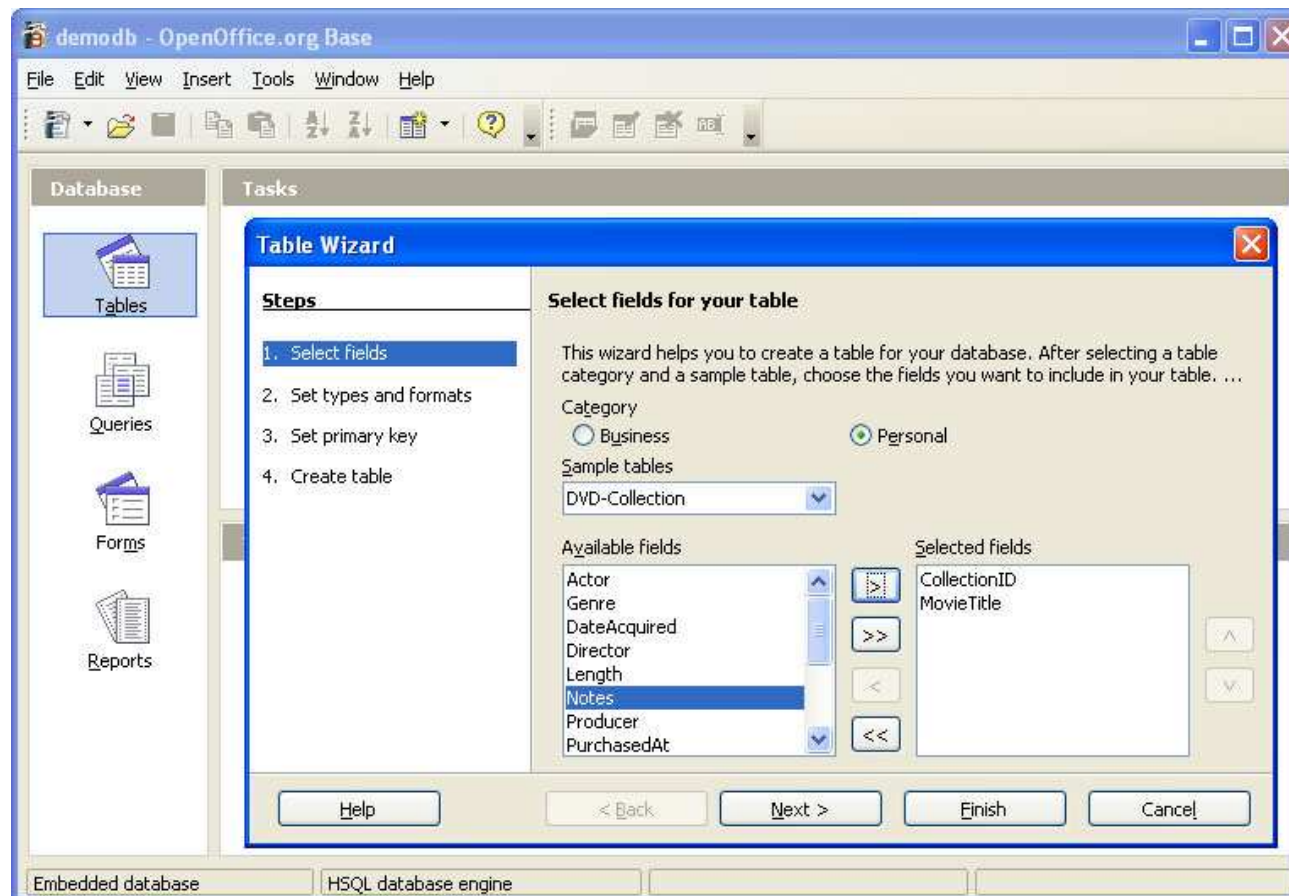 demodb - OpenOffice.org Base
File Edit View Insert Tools Window Help
Database
Tasks
Tables
Queries
Forms
Reports
Table Wizard
Steps
1. Select fields
2. Set types and formats
3. Set primary key
4. Create table
Select fields for your table
This wizard helps you to create a table for your database. After selecting a table
category and a sample table, choose the fields you want to include in your table. ...
Category
Business
Personal
Sample tables
DVD-Collection
Available fields
Actor
Genre
DateAcquired
Director
Length
Notes
Producer
PurchasedAt
>
>>
<
<<
Selected fields
CollectionID
MovieTitle
Help
< Back
Next >
Finish
Cancel
Embedded database
HSQL database engine